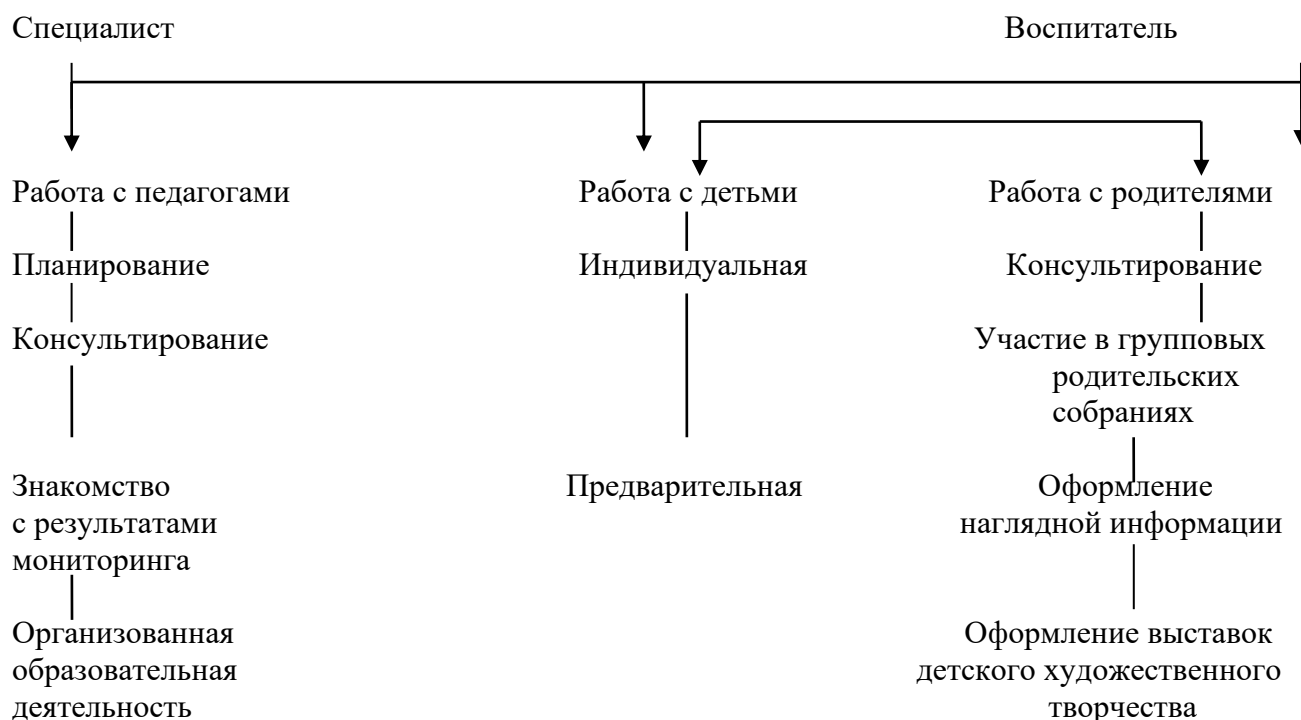 Специалист Воспитатель
Работа с педагогами Работа с детьми Работа с родителями
Планирование Индивидуальная Консультирование
Консультирование Участие в групповых
родительских
собраниях
Знакомство Предварительная Оформление
с результатами наглядной информации
мониторинга
Организованная Оформление выставок
образовательная детского художественного
деятельность творчества